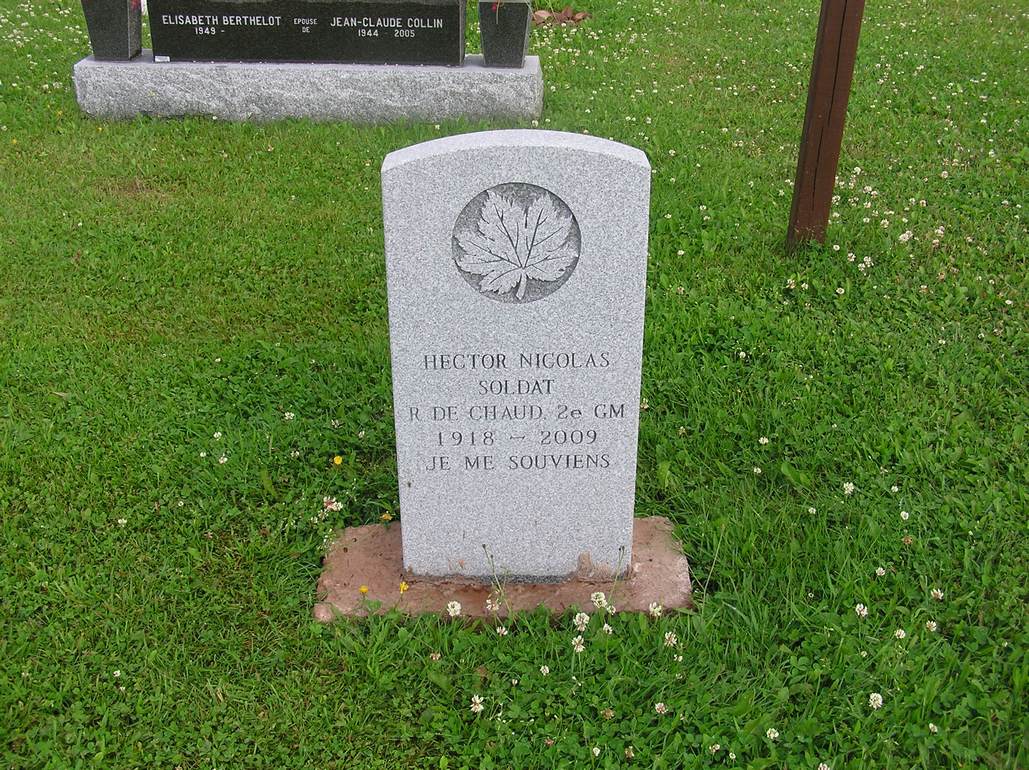 ELISABETH BERTHELOT EPOUSE JEAN-CLAUDE COLLIN
1949 - DE 1944 - 2005
HECTOR NICOLAS
SOLDAT
R. DE CHAUD. 2e GM
1918 - 2009
JE ME SOUVIENS